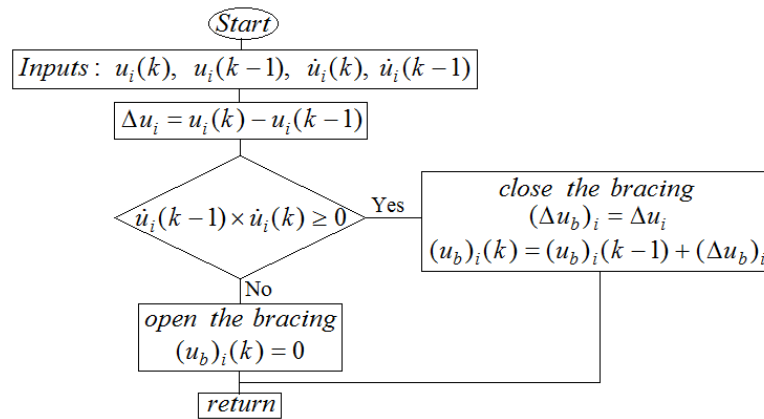 Start
Inputs: u_i(k), u_i(k−1), u̇_i(k), u̇_i(k−1)
Δu_i = u_i(k) − u_i(k−1)
u̇_i(k−1) × u̇_i(k) ≥ 0
Yes
close the bracing
(Δu_b)_i = Δu_i
(u_b)_i(k) = (u_b)_i(k−1) + (Δu_b)_i
No
open the bracing
(u_b)_i(k) = 0
return